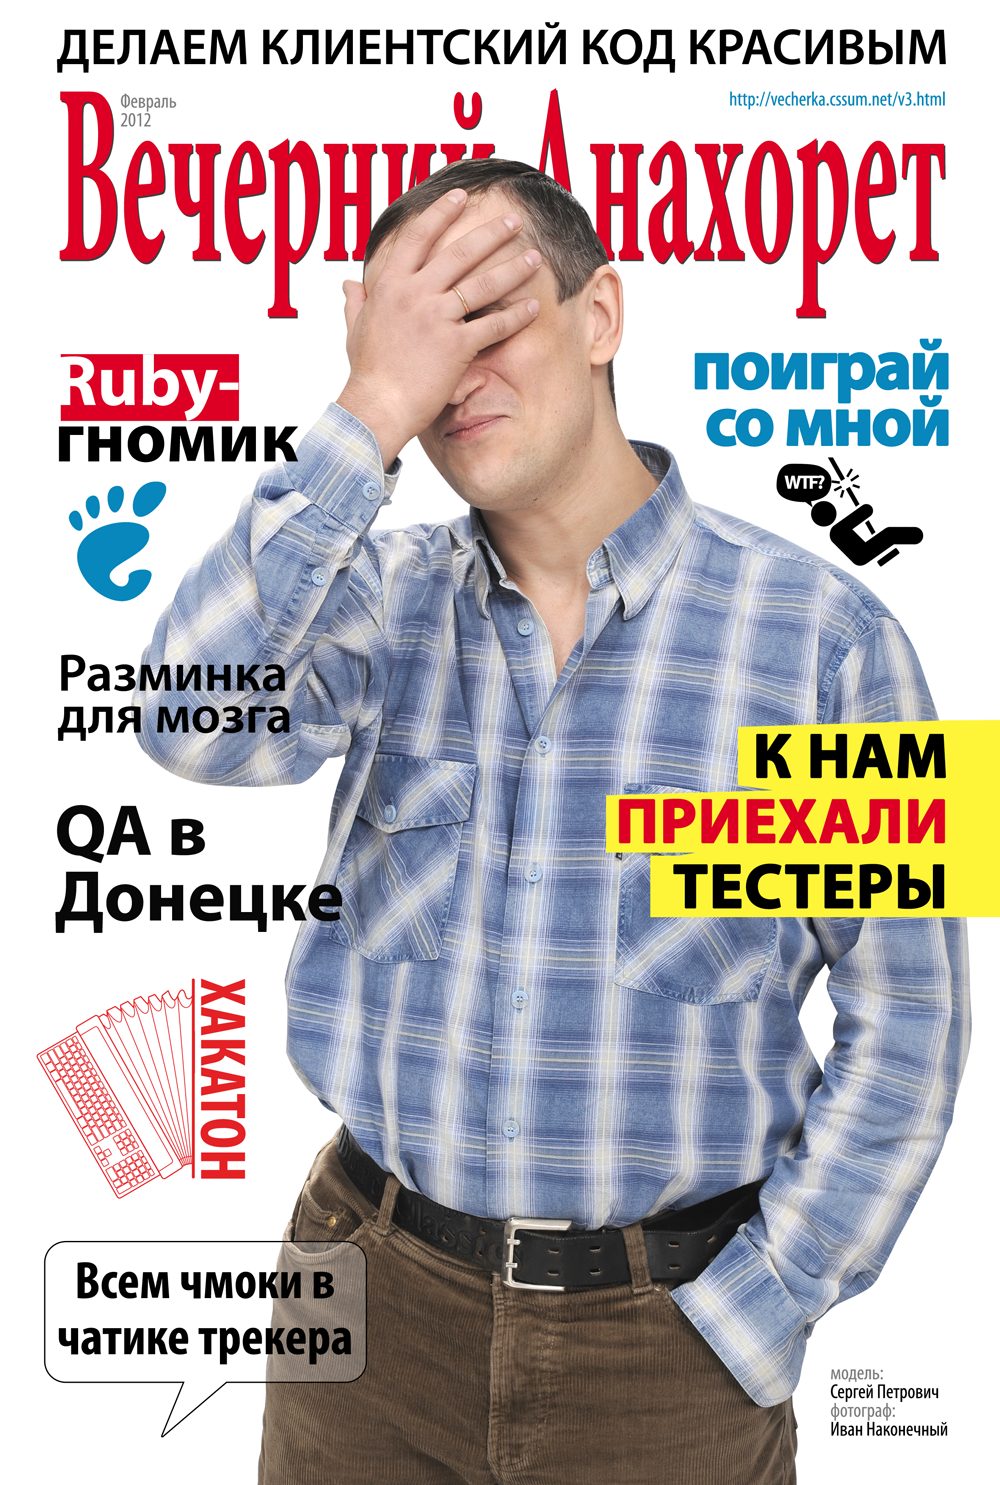 ДЕЛАЕМ КЛИЕНТСКИЙ КОД КРАСИВЫМ
Февраль
2012
http://vecherka.cssum.net/v3.html
Вечерний Анахорет
Ruby-
гномик
поиграй
со мной
WTF?
Разминка
для мозга
К НАМ
ПРИЕХАЛИ
ТЕСТЕРЫ
QA в
Донецке
ХАКАТОН
Всем чмоки в
чатике трекера
модель:
Сергей Петрович
фотограф:
Иван Наконечный